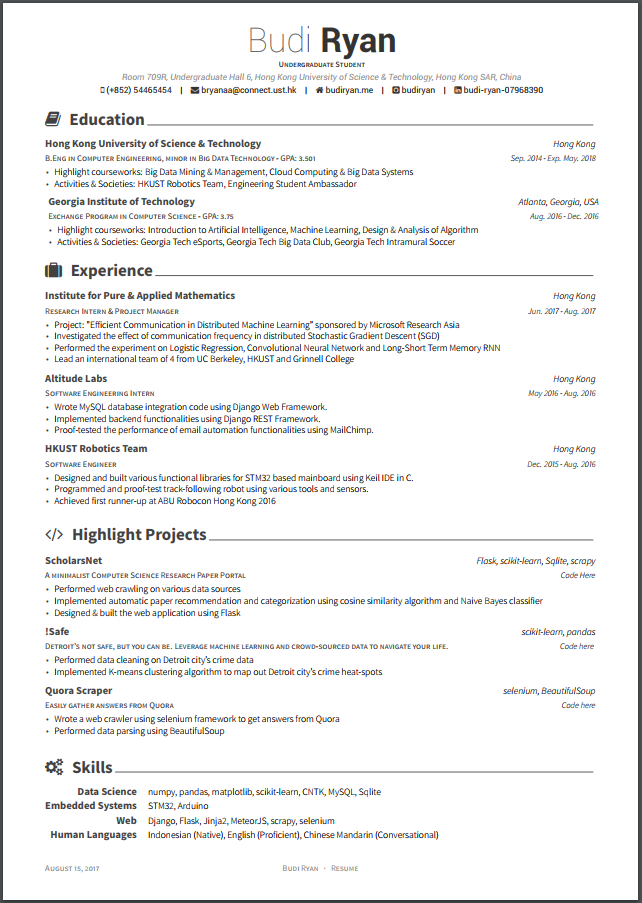 Budi Ryan
Undergraduate Student
Room 709R, Undergraduate Hall 6, Hong Kong University of Science & Technology, Hong Kong SAR, China
(+852) 54465454 | bryanaa@connect.ust.hk | budiryan.me | budiryan | budi-ryan-07968390
Education
Hong Kong University of Science & Technology Hong Kong
B.Eng in Computer Engineering, minor in Big Data Technology - GPA: 3.501 Sep. 2014 - Exp. May. 2018
• Highlight courseworks: Big Data Mining & Management, Cloud Computing & Big Data Systems
• Activities & Societies: HKUST Robotics Team, Engineering Student Ambassador
Georgia Institute of Technology Atlanta, Georgia, USA
Exchange Program in Computer Science - GPA: 3.75 Aug. 2016 - Dec. 2016
• Highlight courseworks: Introduction to Artificial Intelligence, Machine Learning, Design & Analysis of Algorithm
• Activities & Societies: Georgia Tech eSports, Georgia Tech Big Data Club, Georgia Tech Intramural Soccer
Experience
Institute for Pure & Applied Mathematics Hong Kong
Research Intern & Project Manager Jun. 2017 - Aug. 2017
• Project: "Efficient Communication in Distributed Machine Learning" sponsored by Microsoft Research Asia
• Investigated the effect of communication frequency in distributed Stochastic Gradient Descent (SGD)
• Performed the experiment on Logistic Regression, Convolutional Neural Network and Long-Short Term Memory RNN
• Lead an international team of 4 from UC Berkeley, HKUST and Grinnell College
Altitude Labs Hong Kong
Software Engineering Intern May 2016 - Aug. 2016
• Wrote MySQL database integration code using Django Web Framework.
• Implemented backend functionalities using Django REST Framework.
• Proof-tested the performance of email automation functionalities using MailChimp.
HKUST Robotics Team Hong Kong
Software Engineer Dec. 2015 - Aug. 2016
• Designed and built various functional libraries for STM32 based mainboard using Keil IDE in C.
• Programmed and proof-test track-following robot using various tools and sensors.
• Achieved first runner-up at ABU Robocon Hong Kong 2016
Highlight Projects
ScholarsNet Flask, scikit-learn, Sqlite, scrapy
A minimalist Computer Science Research Paper Portal Code Here
• Performed web crawling on various data sources
• Implemented automatic paper recommendation and categorization using cosine similarity algorithm and Naive Bayes classifier
• Designed & built the web application using Flask
!Safe scikit-learn, pandas
Detroit's not safe, but you can be. Leverage machine learning and crowd-sourced data to navigate your life. Code here
• Performed data cleaning on Detroit city's crime data
• Implemented K-means clustering algorithm to map out Detroit city's crime heat-spots
Quora Scraper selenium, BeautifulSoup
Easily gather answers from Quora Code here
• Wrote a web crawler using selenium framework to get answers from Quora
• Performed data parsing using BeautifulSoup
Skills
Data Science numpy, pandas, matplotlib, scikit-learn, CNTK, MySQL, Sqlite
Embedded Systems STM32, Arduino
Web Django, Flask, Jinja2, MeteorJS, scrapy, selenium
Human Languages Indonesian (Native), English (Proficient), Chinese Mandarin (Conversational)
August 15, 2017 Budi Ryan · Resume